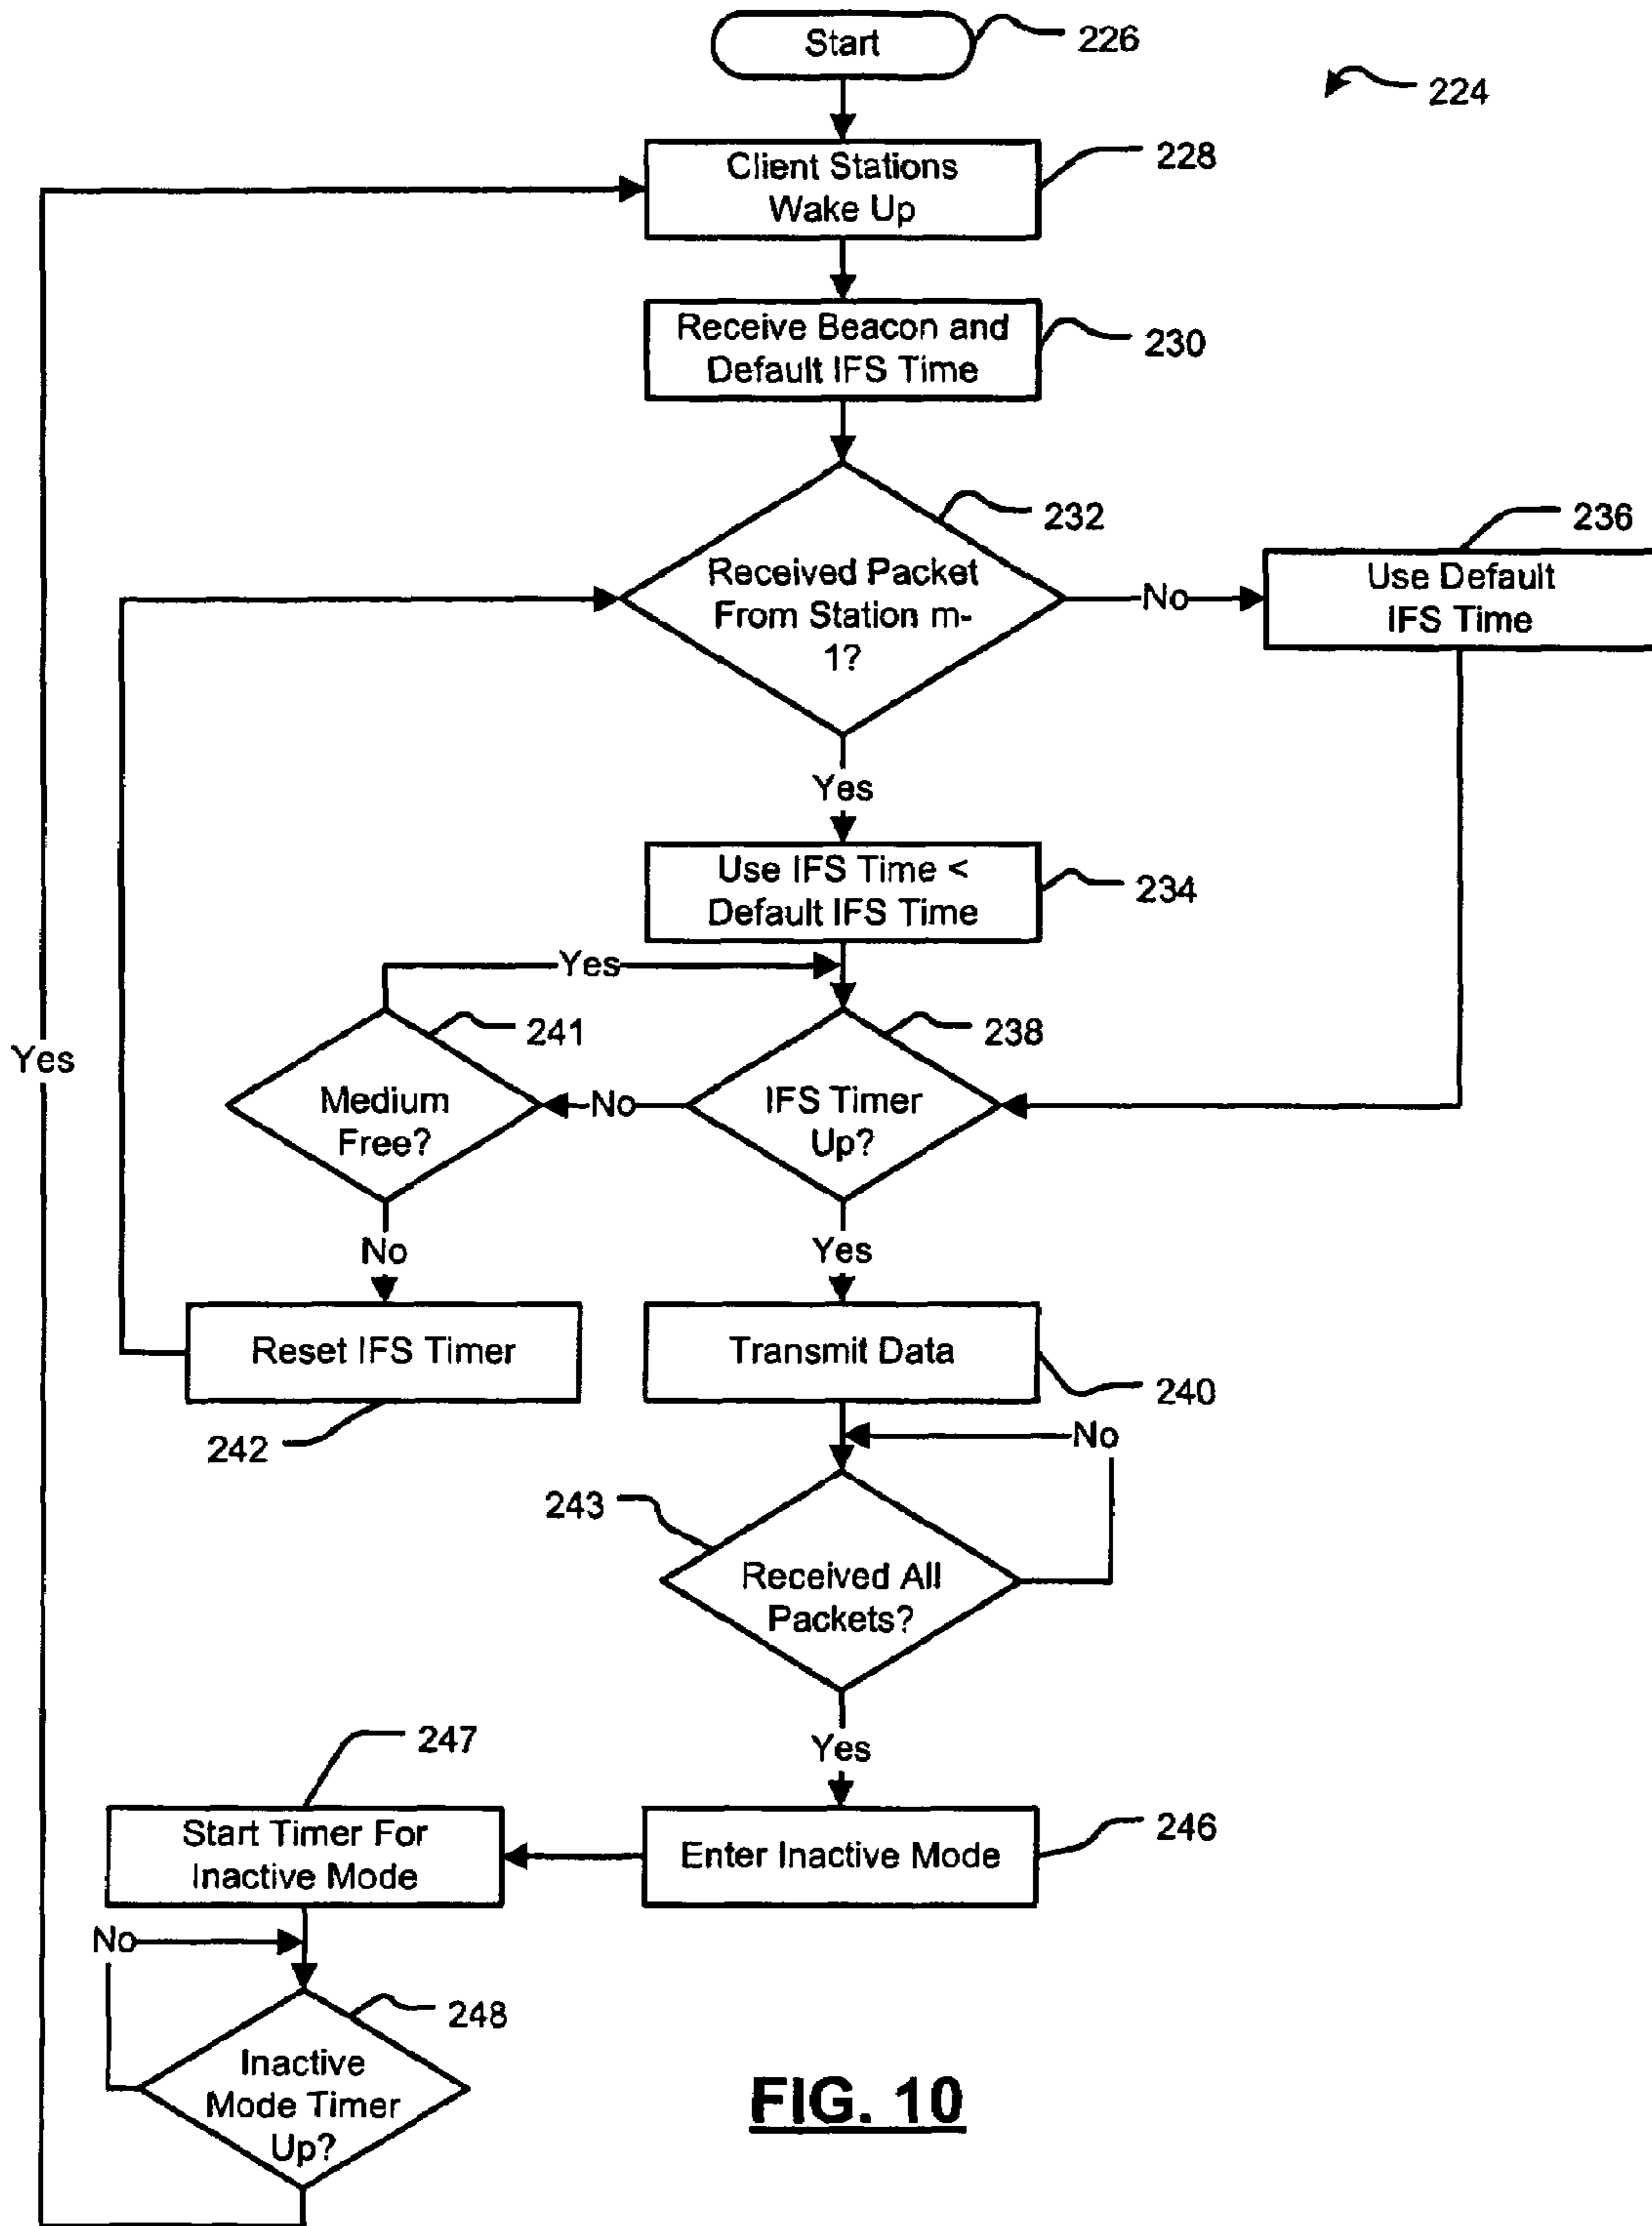 Start
226
224
Client Stations
Wake Up
228
Receive Beacon and
Default IFS Time
230
232
236
Received Packet
From Station m-
1?
No
Use Default
IFS Time
Yes
Use IFS Time <
Default IFS Time
234
Yes
241
238
Yes
Medium
Free?
No
IFS Timer
Up?
No
Yes
Reset IFS Timer
Transmit Data
240
242
No
243
Received All
Packets?
Yes
247
Start Timer For
Inactive Mode
Enter Inactive Mode
246
No
248
Inactive
Mode Timer
Up?
FIG. 10